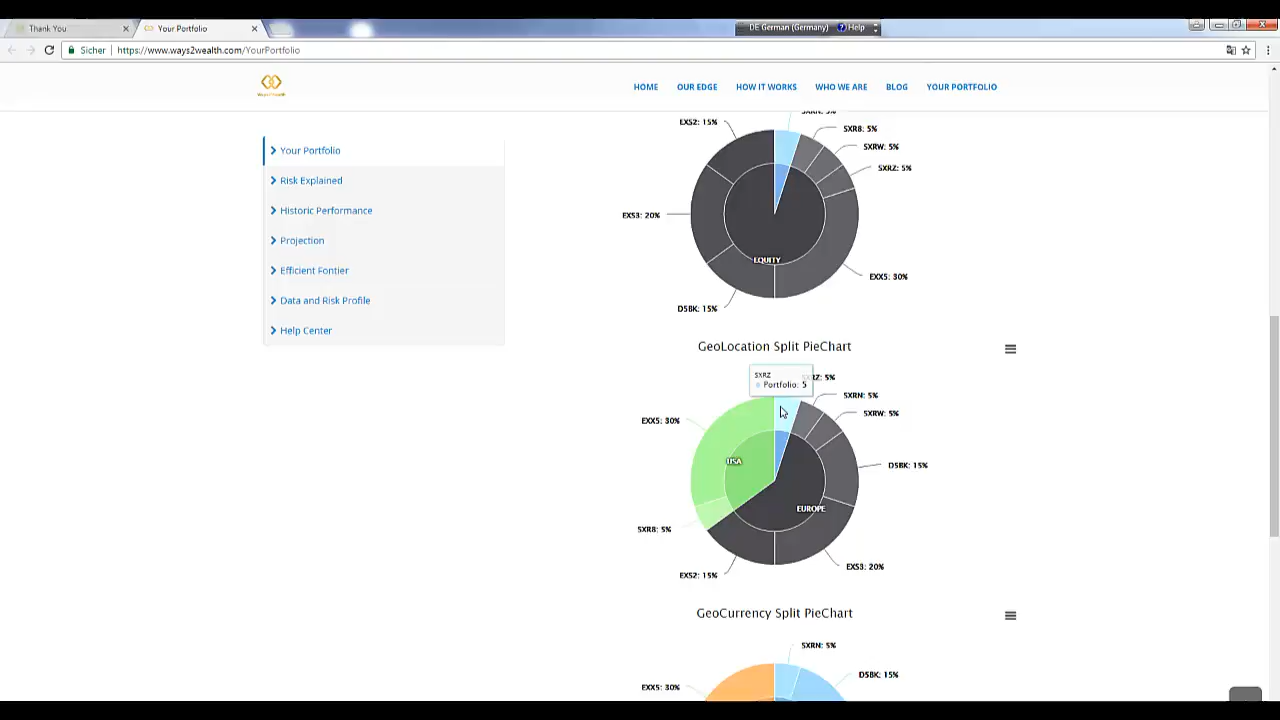 Thank You
Your Portfolio
DE German (Germany)
Help
Sicher
https://www.ways2wealth.com/YourPortfolio
HOME
OUR EDGE
HOW IT WORKS
WHO WE ARE
BLOG
YOUR PORTFOLIO
Your Portfolio
Risk Explained
Historic Performance
Projection
Efficient Fontier
Data and Risk Profile
Help Center
EXS2: 15%
SXRN: 5%
SXR8: 5%
SXRW: 5%
SXRZ: 5%
EXS3: 20%
EQUITY
EXX5: 30%
D5BK: 15%
GeoLocation Split PieChart
SXRZ
Portfolio: 5
SXRZ: 5%
SXRN: 5%
SXRW: 5%
EXX5: 30%
USA
D5BK: 15%
EUROPE
SXR8: 5%
EXS3: 20%
EXS2: 15%
GeoCurrency Split PieChart
SXRN: 5%
D5BK: 15%
EXX5: 30%